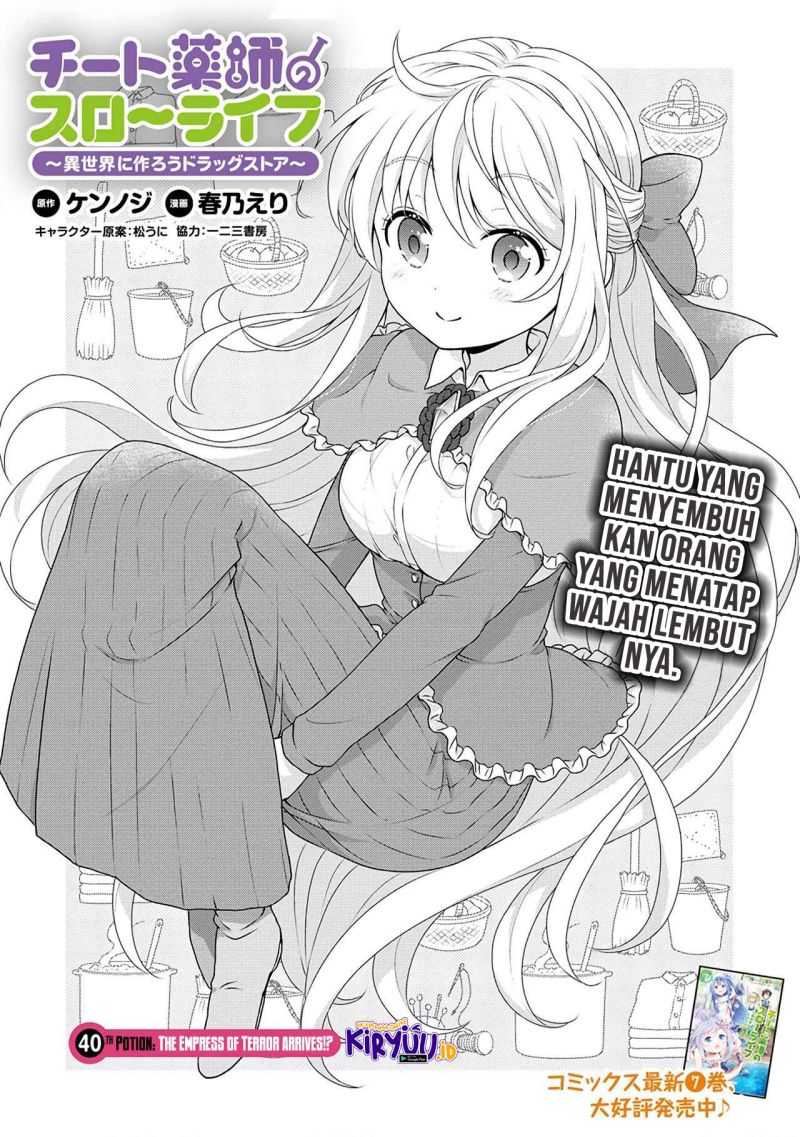 チート薬師の
スローライフ
～異世界に作ろうドラッグストア～
原作 ケンノジ 漫画 春乃えり
キャラクター原案：松うに 協力：一二三書房
HANTU YANG
MENYEMBUH
KAN ORANG
YANG MENATAP
WAJAH LEMBUT
NYA.
40TH POTION: THE EMPRESS OF TERROR ARRIVES!?
KIRYUU.ID
コミックス最新7巻、
大好評発売中♪